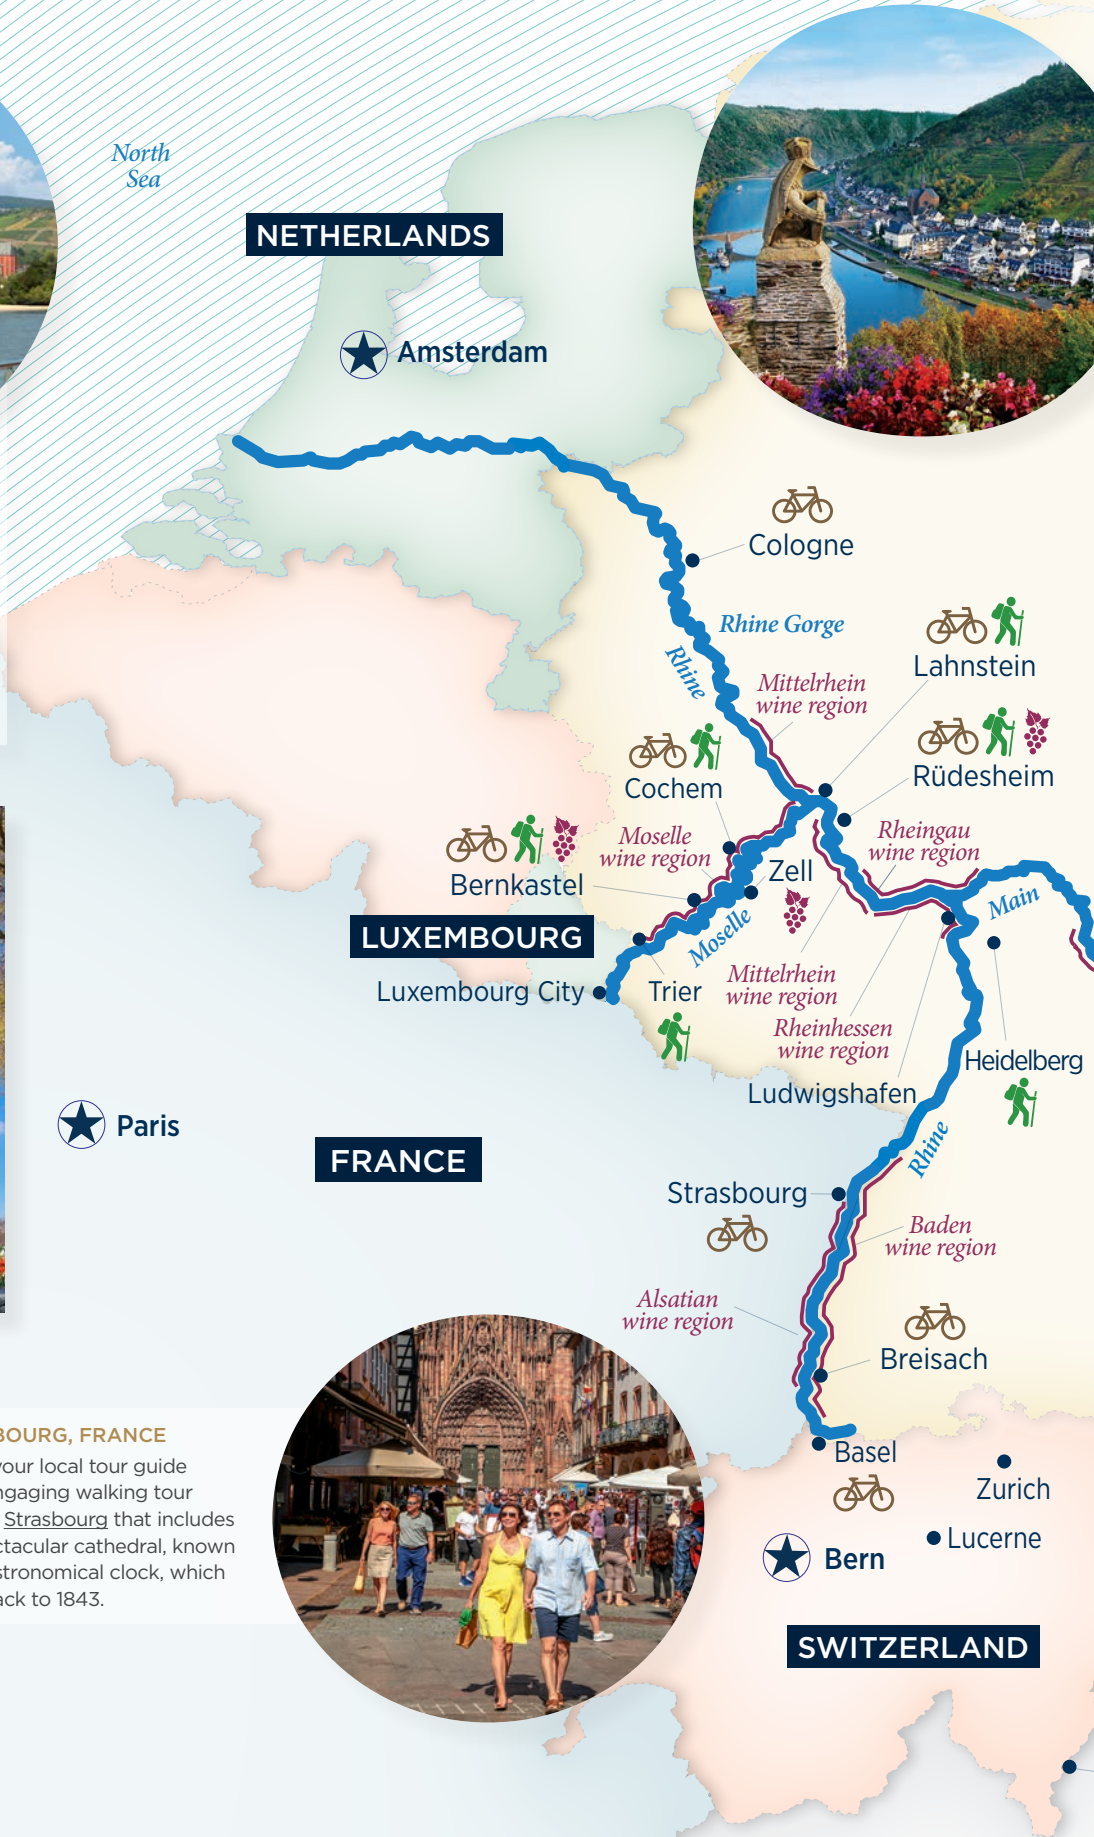 North
Sea
NETHERLANDS
Amsterdam
Cologne
Rhine Gorge
Rhine
Lahnstein
Mittelrhein
wine region
Cochem
Rüdesheim
Moselle
wine region
Rheingau
wine region
Bernkastel
Zell
Main
LUXEMBOURG
Moselle
Luxembourg City
Trier
Mittelrhein
wine region
Rheinhessen
wine region
Heidelberg
Ludwigshafen
Paris
FRANCE
Rhine
Strasbourg
Baden
wine region
Alsatian
wine region
Breisach
BOURG, FRANCE
your local tour guide
ngaging walking tour
Strasbourg that includes
ctacular cathedral, known
stronomical clock, which
ack to 1843.
Basel
Zurich
Lucerne
Bern
SWITZERLAND